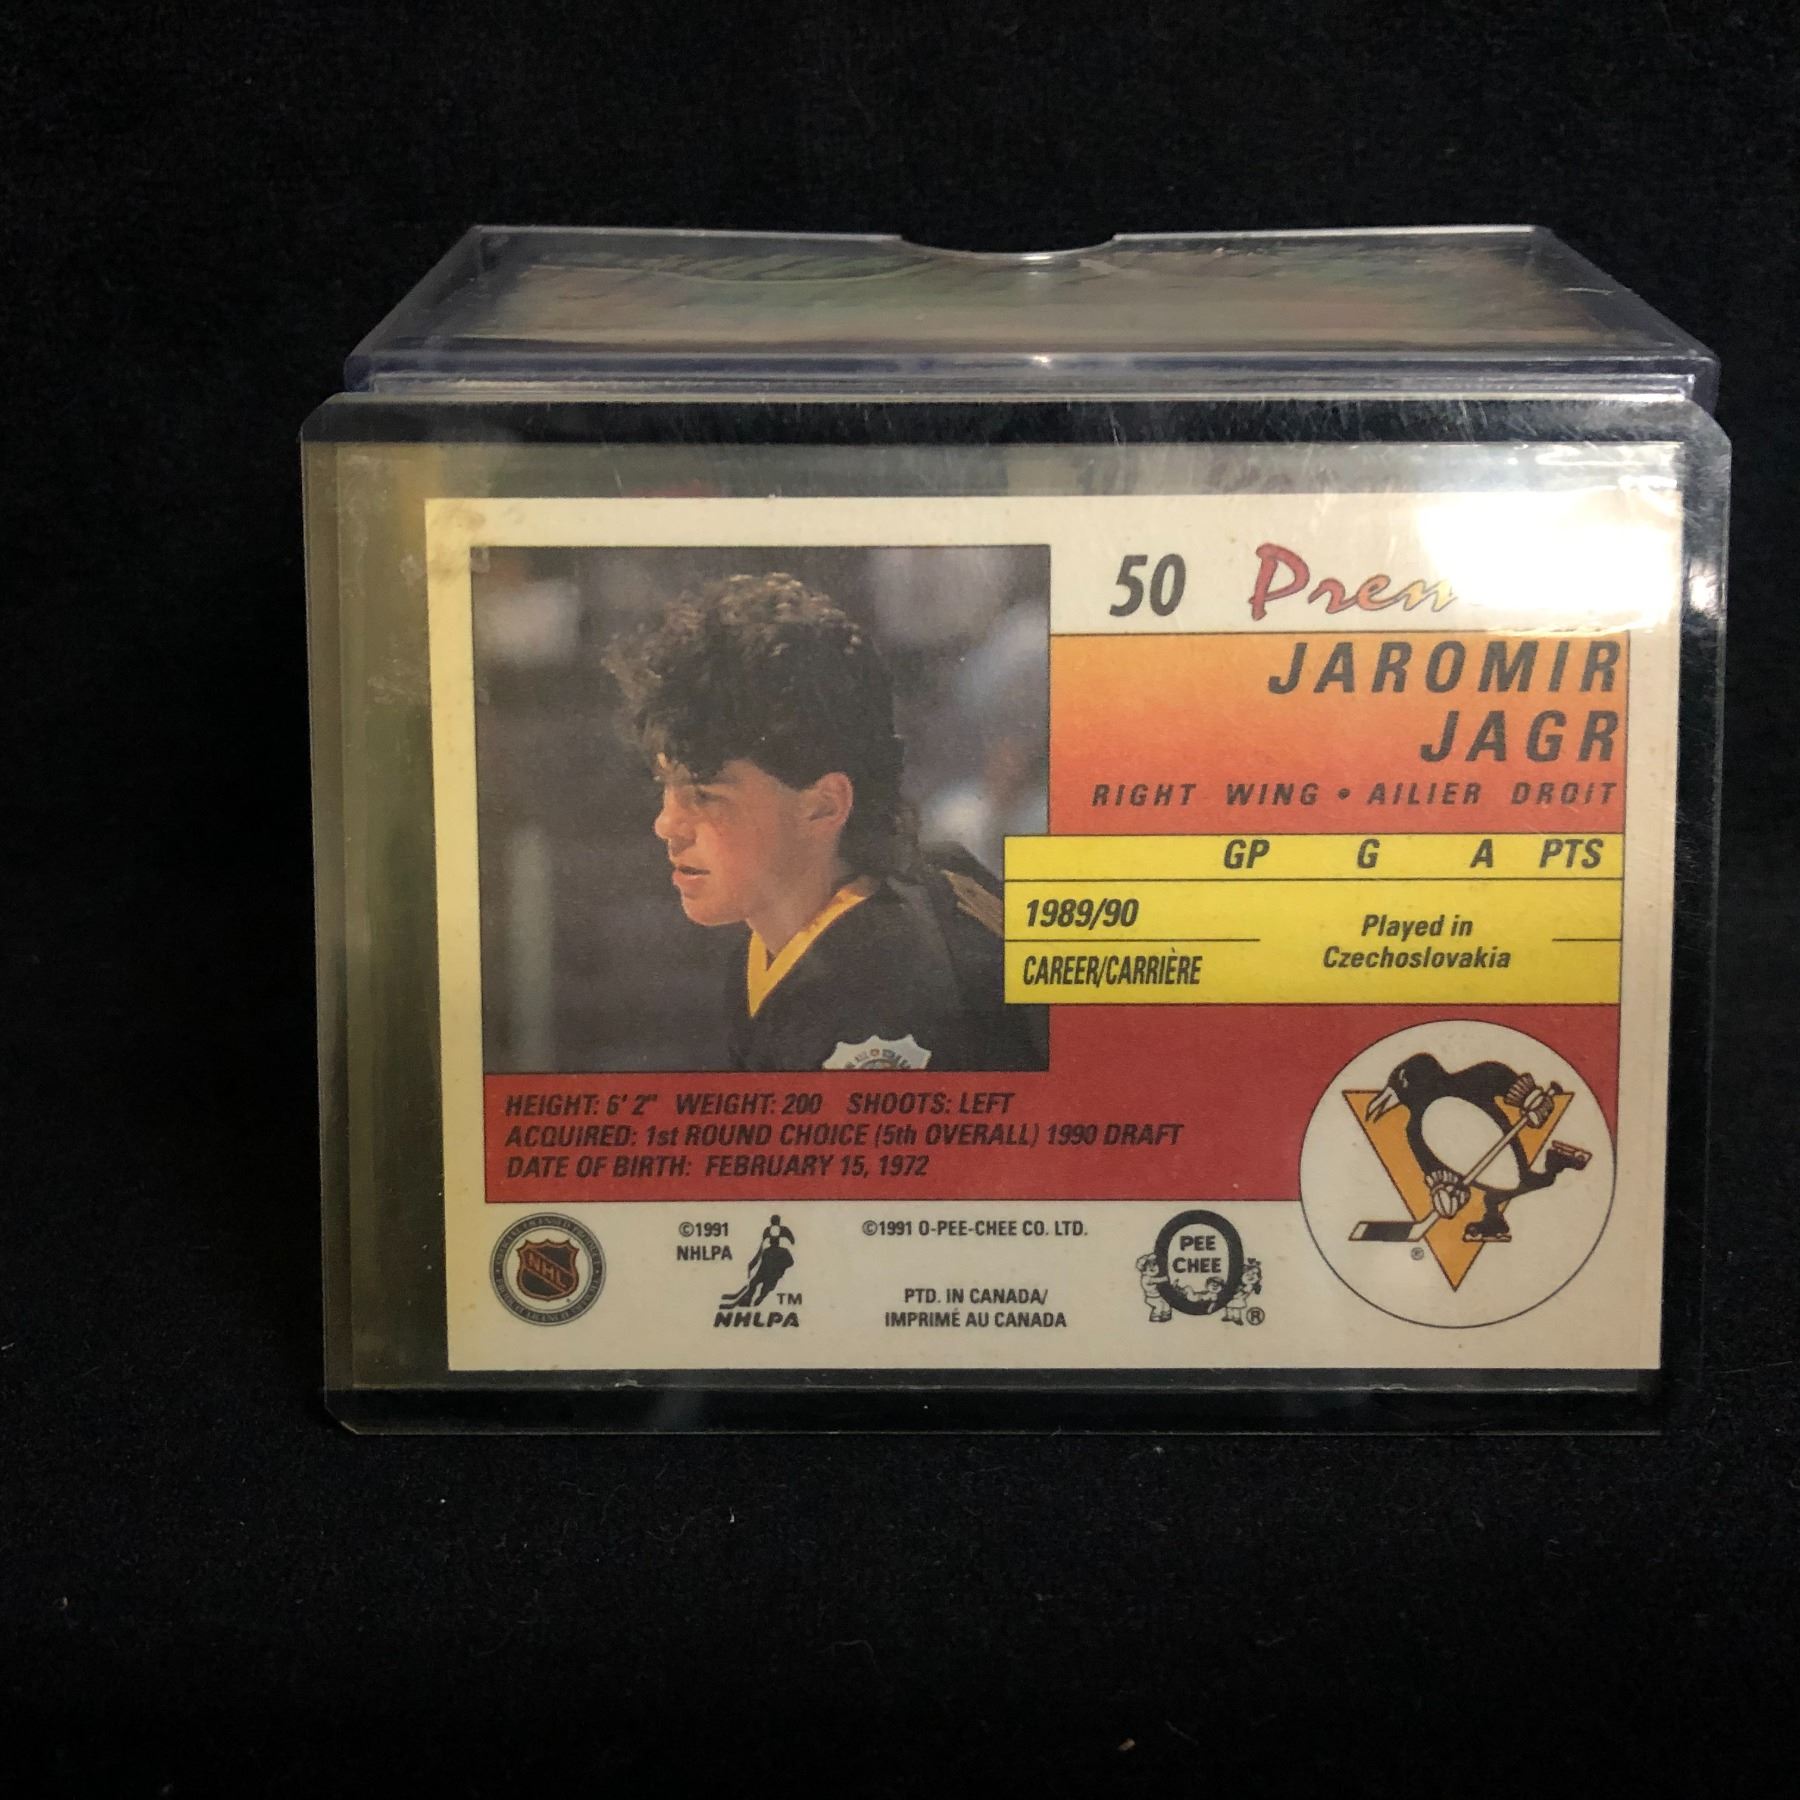 50
JAROMIR
JAGR
RIGHT WING • AILIER DROIT
GP G A PTS
1989/90
Played in
Czechoslovakia
CAREER/CARRIÈRE
HEIGHT: 6' 2" WEIGHT: 200 SHOOTS: LEFT
ACQUIRED: 1st ROUND CHOICE (5th OVERALL) 1990 DRAFT
DATE OF BIRTH: FEBRUARY 15, 1972
NHL
©1991
NHLPA
TM
NHLPA
©1991 O-PEE-CHEE CO. LTD.
PTD. IN CANADA/
IMPRIMÉ AU CANADA
O
PEE
CHEE
®
®